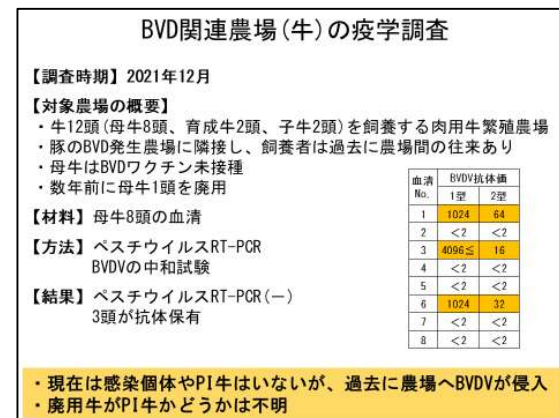 BVD関連農場(牛)の疫学調査
【調査時期】2021年12月
【対象農場の概要】
・牛12頭(母牛8頭、育成牛2頭、子牛2頭)を飼養する肉用牛繁殖農場
・豚のBVD発生農場に隣接し、飼養者は過去に農場間の往来あり
・母牛はBVDワクチン未接種
・数年前に母牛1頭を廃用
【材料】母牛8頭の血清
【方法】ペスチウイルスRT-PCR
BVDVの中和試験
【結果】ペスチウイルスRT-PCR(−)
3頭が抗体保有
血清No. BVDV抗体価
1型 2型
1 1024 64
2 <2 <2
3 4096≦ 16
4 <2 <2
5 <2 <2
6 1024 32
7 <2 <2
8 <2 <2
・現在は感染個体やPI牛はいないが、過去に農場へBVDVが侵入
・廃用牛がPI牛かどうかは不明